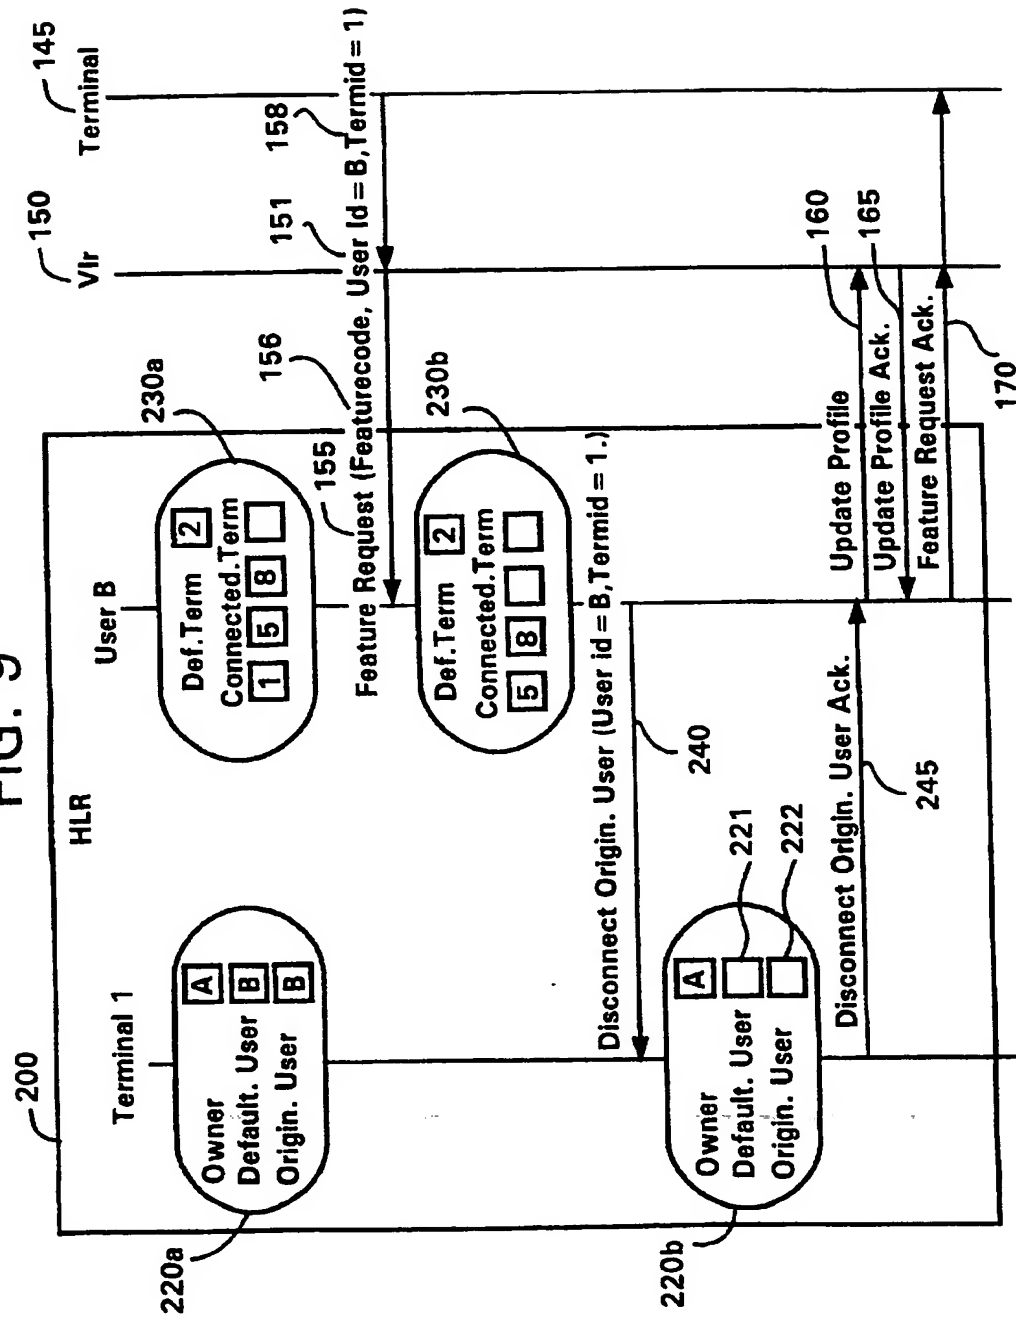 FIG. 9
200
HLR
150
145
Terminal 1
User B
Vlr
Terminal
220a
Owner A
Default. User B
Origin. User B
230a
Def.Term 2
Connected.Term
1 5 8
155
156
151
158
Feature Request (Featurecode, User Id = B,Termid = 1)
230b
Def.Term 2
Connected.Term
5 8
Disconnect Origin. User (User id = B,Termid = 1.)
240
220b
Owner A
Default. User
Origin. User
221
222
Disconnect Origin. User Ack.
245
Update Profile
160
Update Profile Ack.
165
Feature Request Ack.
170